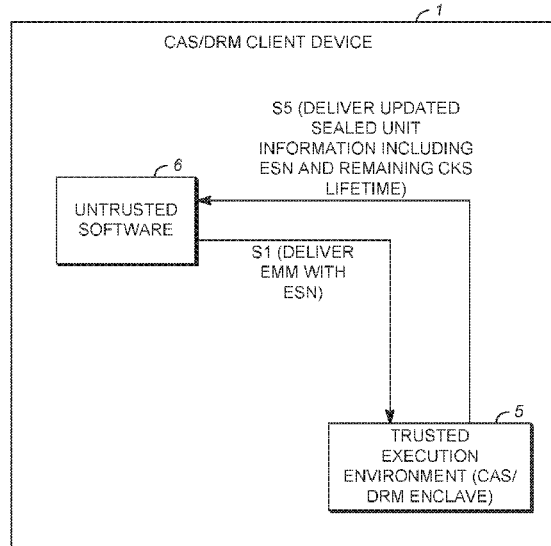 1
CAS/DRM CLIENT DEVICE
S5 (DELIVER UPDATED
SEALED UNIT
INFORMATION INCLUDING
ESN AND REMAINING CKS
LIFETIME)
6
UNTRUSTED
SOFTWARE
S1 (DELIVER
EMM WITH
ESN)
5
TRUSTED
EXECUTION
ENVIRONMENT (CAS/
DRM ENCLAVE)